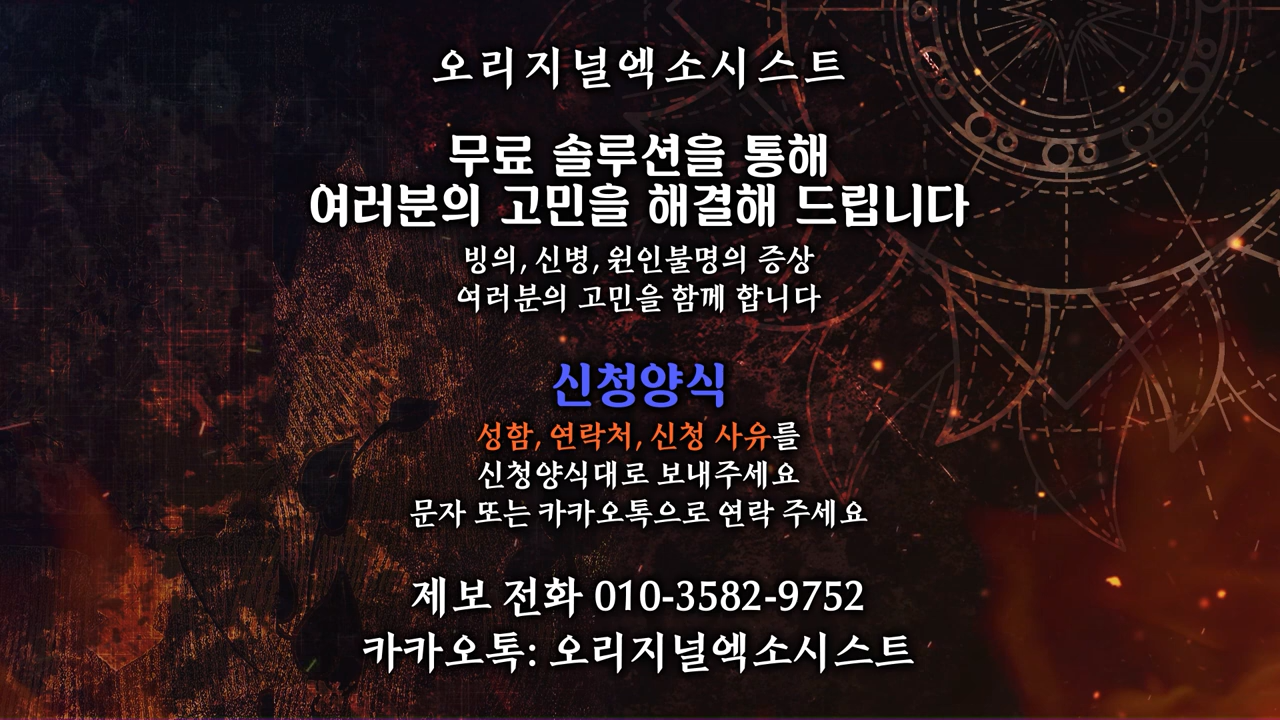 오리지널엑소시스트
무료 솔루션을 통해
여러분의 고민을 해결해 드립니다
빙의, 신병, 원인불명의 증상
여러분의 고민을 함께 합니다
신청양식
성함, 연락처, 신청 사유를
신청양식대로 보내주세요
문자 또는 카카오톡으로 연락 주세요
제보 전화 010-3582-9752
카카오톡: 오리지널엑소시스트